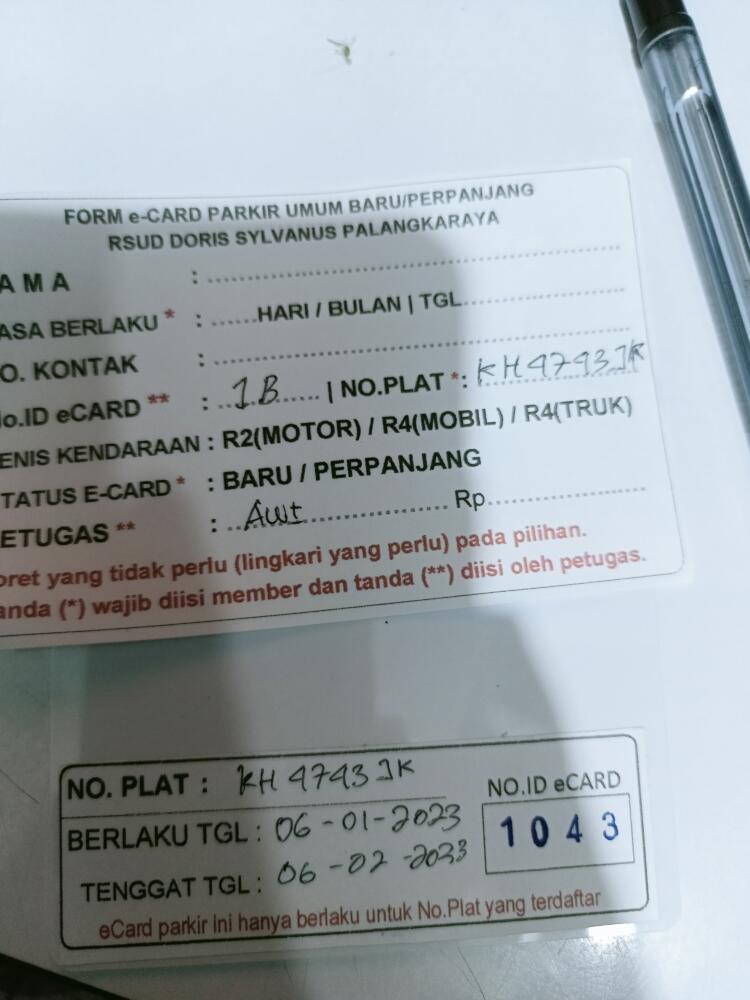 FORM e-CARD PARKIR UMUM BARU/PERPANJANG
RSUD DORIS SYLVANUS PALANGKARAYA
AMA :
ASA BERLAKU * : ......HARI / BULAN | TGL
O. KONTAK :
o.ID eCARD ** : 1B | NO.PLAT *: KH 4743 JK
ENIS KENDARAAN : R2(MOTOR) / R4(MOBIL) / R4(TRUK)
TATUS E-CARD * : BARU / PERPANJANG
ETUGAS ** : Awt Rp.
oret yang tidak perlu (lingkari yang perlu) pada pilihan.
anda (*) wajib diisi member dan tanda (**) diisi oleh petugas.
NO. PLAT : KH 4743 JK
NO.ID eCARD
BERLAKU TGL : 06-01-2023
1043
TENGGAT TGL : 06-02-2023
eCard parkir ini hanya berlaku untuk No.Plat yang terdaftar